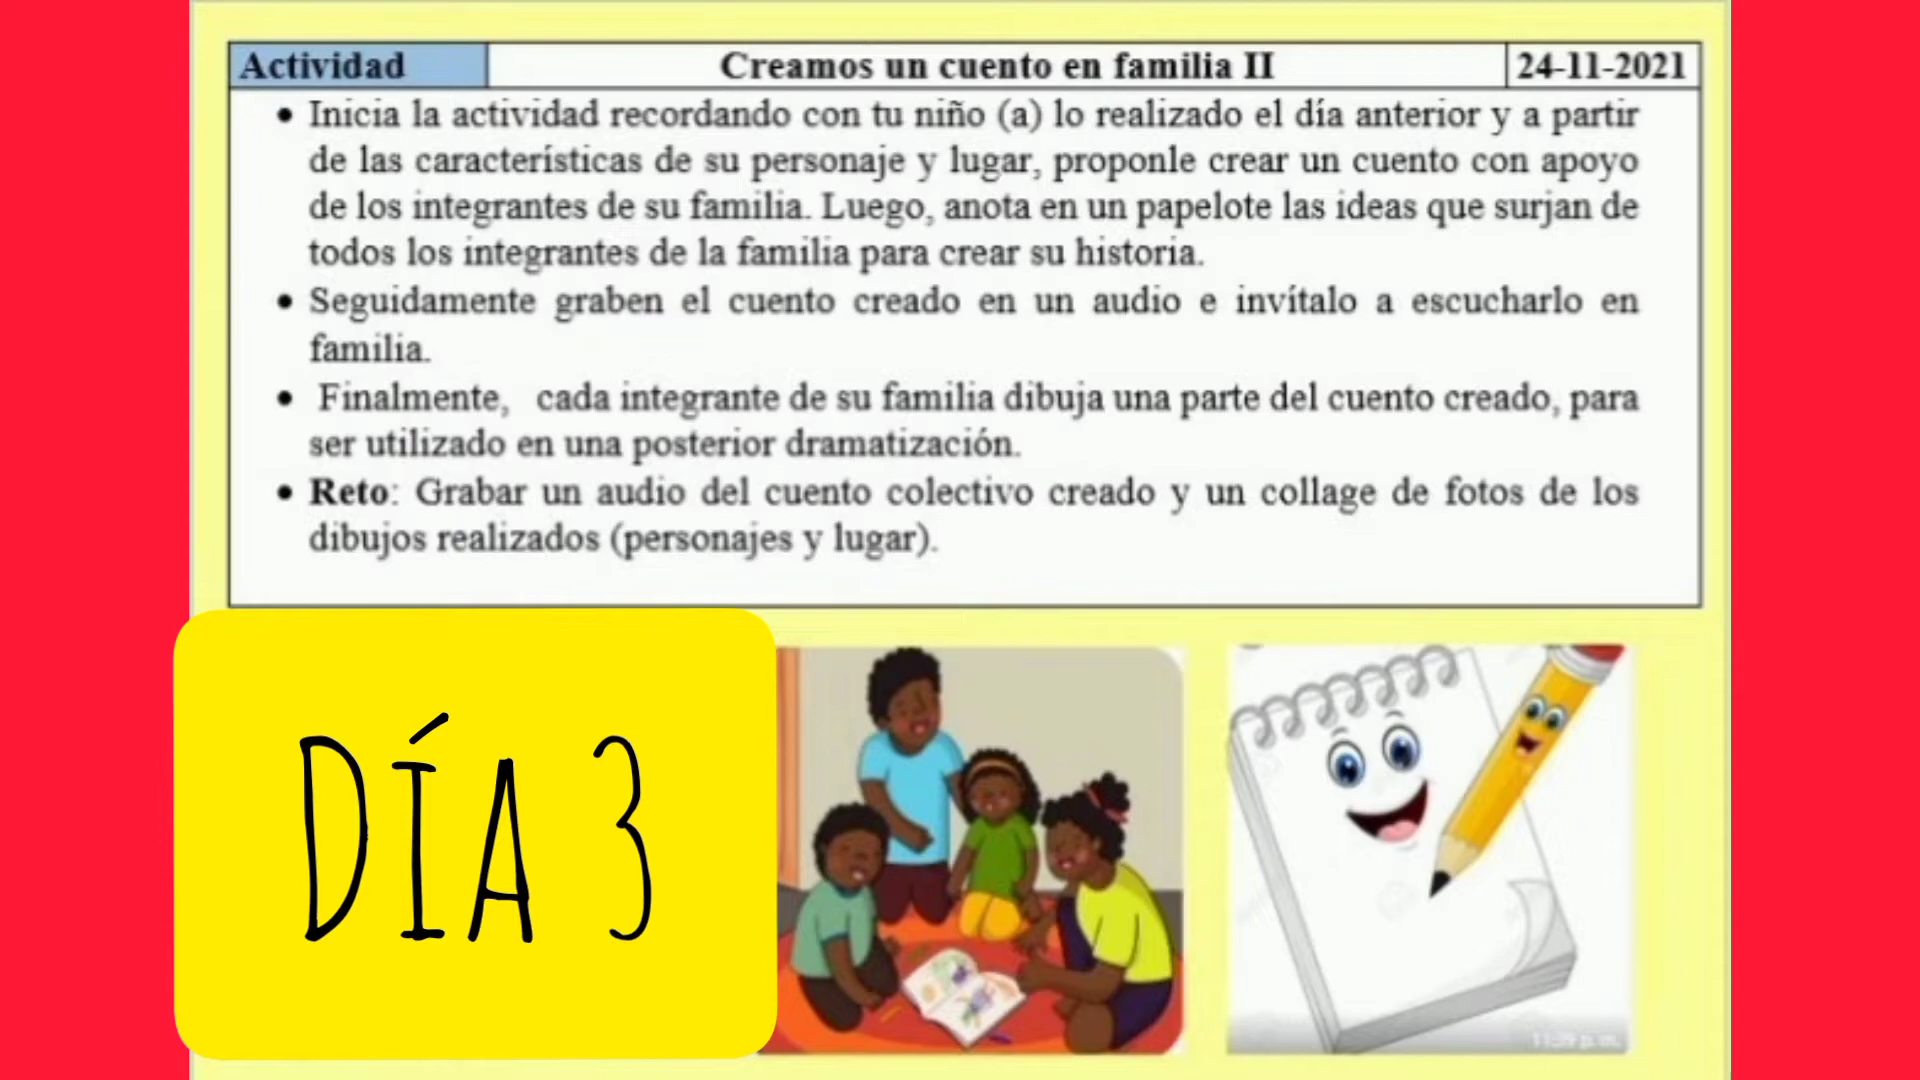 Actividad Creamos un cuento en familia II 24-11-2021
• Inicia la actividad recordando con tu niño (a) lo realizado el día anterior y a partir
de las características de su personaje y lugar, proponle crear un cuento con apoyo
de los integrantes de su familia. Luego, anota en un papelote las ideas que surjan de
todos los integrantes de la familia para crear su historia.
• Seguidamente graben el cuento creado en un audio e invítalo a escucharlo en
familia.
• Finalmente, cada integrante de su familia dibuja una parte del cuento creado, para
ser utilizado en una posterior dramatización.
• Reto: Grabar un audio del cuento colectivo creado y un collage de fotos de los
dibujos realizados (personajes y lugar).
DÍA 3